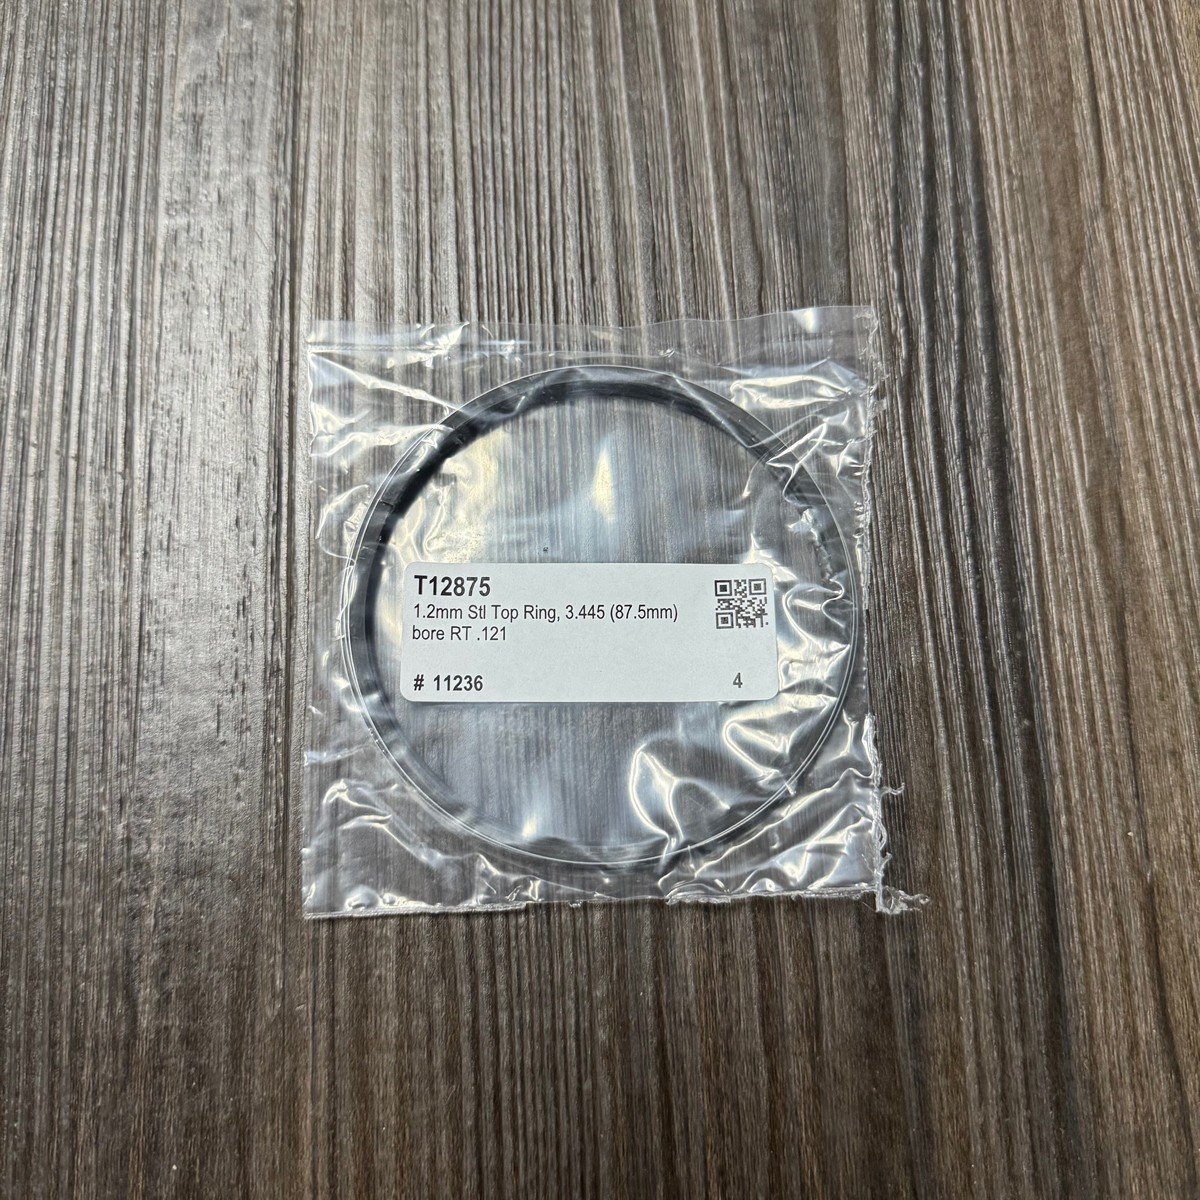 T12875
1.2mm Stl Top Ring, 3.445 (87.5mm)
bore RT .121
# 11236
4